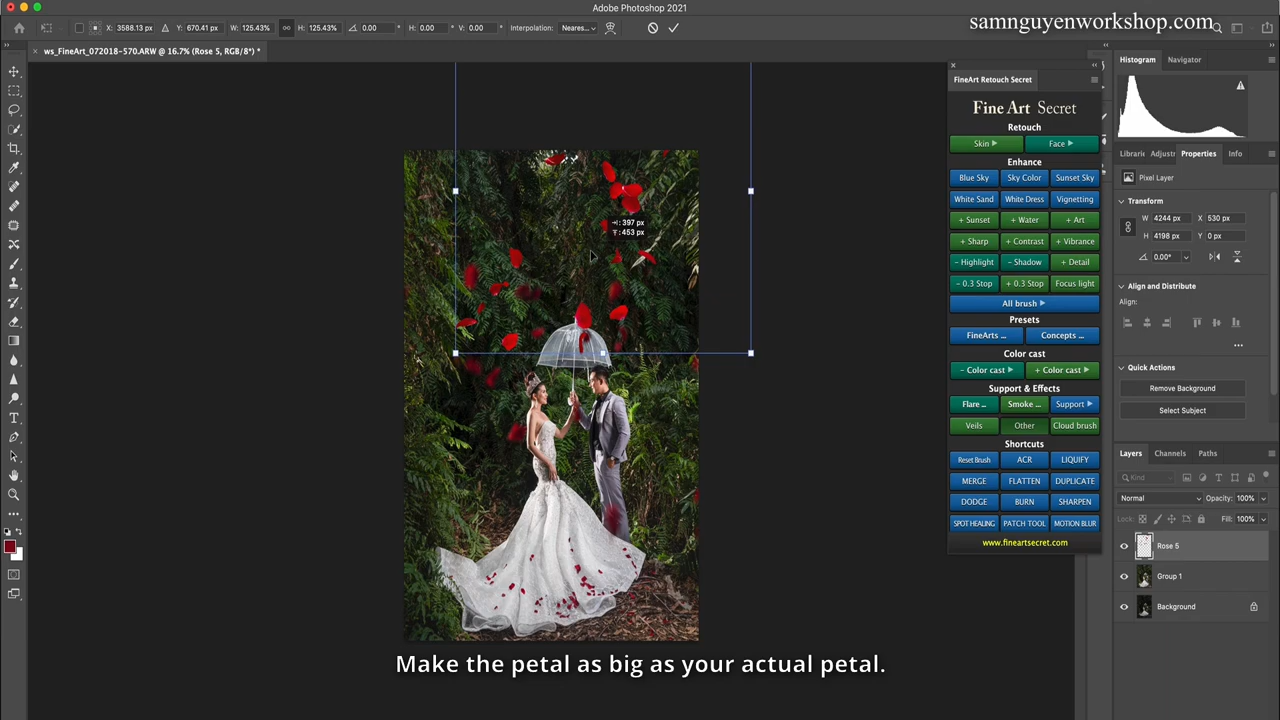 Adobe Photoshop 2021
samnguyenworkshop.com
X: 3588.13 px
Y: 670.41 px
W: 125.43%
H: 125.43%
0.00 °
H: 0.00 °
V: 0.00 °
Interpolation: Neares...
ws_FineArt_072018-570.ARW @ 16.7% (Rose 5, RGB/8*) *
: 397 px
: 453 px
FineArt Retouch Secret
Fine Art Secret
Retouch
Skin
Face
Enhance
Blue Sky
Sky Color
Sunset Sky
White Sand
White Dress
Vignetting
+ Sunset
+ Water
+ Art
+ Sharp
+ Contrast
+ Vibrance
- Highlight
- Shadow
+ Detail
- 0.3 Stop
+ 0.3 Stop
Focus light
All brush
Presets
FineArts ...
Concepts ...
Color cast
- Color cast
+ Color cast
Support & Effects
Flare ...
Smoke ...
Support
Veils
Other
Cloud brush
Shortcuts
Reset Brush
ACR
LIQUIFY
MERGE
FLATTEN
DUPLICATE
DODGE
BURN
SHARPEN
SPOT HEALING
PATCH TOOL
MOTION BLUR
www.fineartsecret.com
Histogram
Navigator
Librarie
Adjustr
Properties
Info
Pixel Layer
Transform
W
4244 px
X
530 px
H
4198 px
Y
0 px
0.00°
Align and Distribute
Align:
Quick Actions
Remove Background
Select Subject
Layers
Channels
Paths
Kind
Normal
Opacity: 100%
Lock:
Fill: 100%
Rose 5
Group 1
Background
Make the petal as big as your actual petal.